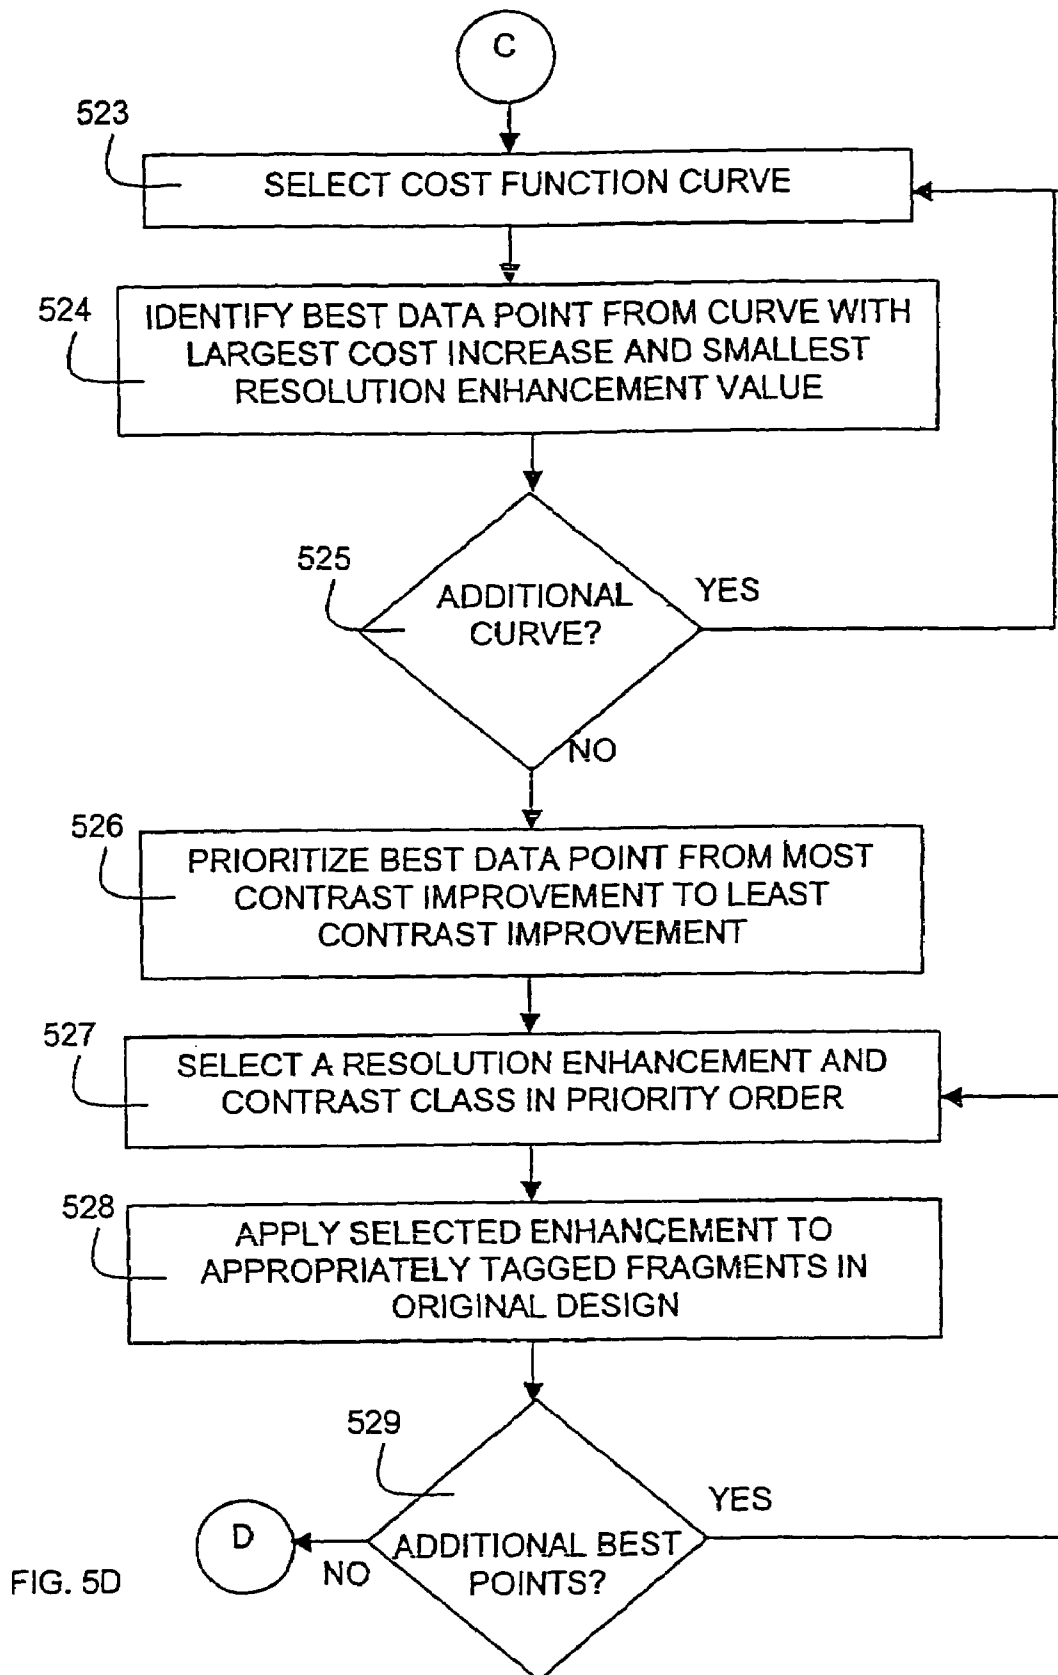 C
523
SELECT COST FUNCTION CURVE
524
IDENTIFY BEST DATA POINT FROM CURVE WITH
LARGEST COST INCREASE AND SMALLEST
RESOLUTION ENHANCEMENT VALUE
525
ADDITIONAL
CURVE?
YES
NO
526
PRIORITIZE BEST DATA POINT FROM MOST
CONTRAST IMPROVEMENT TO LEAST
CONTRAST IMPROVEMENT
527
SELECT A RESOLUTION ENHANCEMENT AND
CONTRAST CLASS IN PRIORITY ORDER
528
APPLY SELECTED ENHANCEMENT TO
APPROPRIATELY TAGGED FRAGMENTS IN
ORIGINAL DESIGN
529
ADDITIONAL BEST
POINTS?
YES
NO
D
FIG. 5D